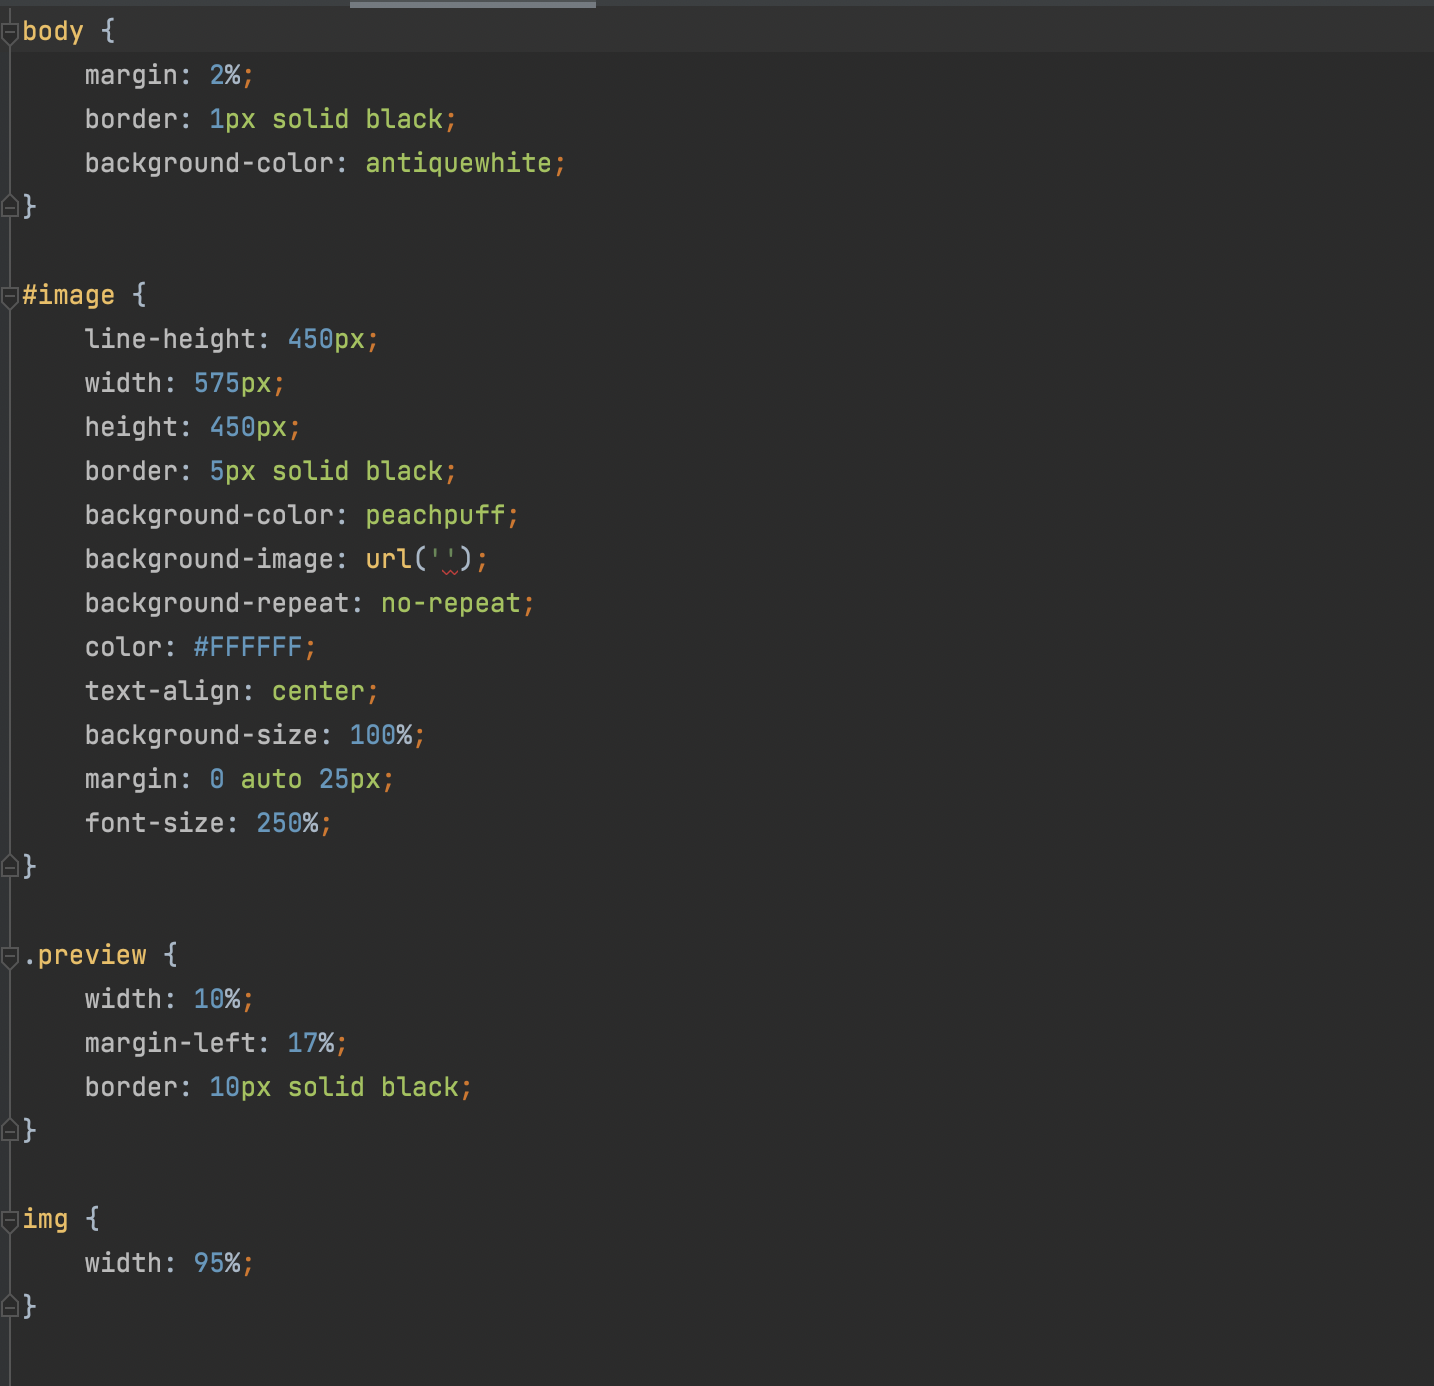 body {
    margin: 2%;
    border: 1px solid black;
    background-color: antiquewhite;
}

#image {
    line-height: 450px;
    width: 575px;
    height: 450px;
    border: 5px solid black;
    background-color: peachpuff;
    background-image: url('');
    background-repeat: no-repeat;
    color: #FFFFFF;
    text-align: center;
    background-size: 100%;
    margin: 0 auto 25px;
    font-size: 250%;
}

.preview {
    width: 10%;
    margin-left: 17%;
    border: 10px solid black;
}

img {
    width: 95%;
}